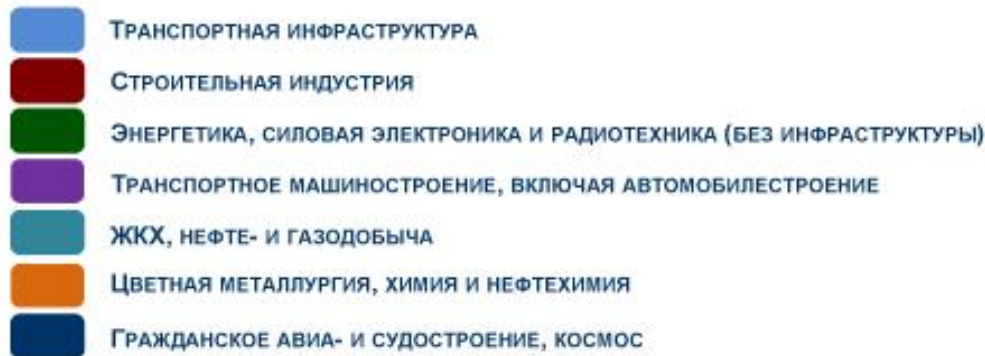 Транспортная инфраструктура
Строительная индустрия
Энергетика, силовая электроника и радиотехника (без инфраструктуры)
Транспортное машиностроение, включая автомобилестроение
ЖКХ, нефте- и газодобыча
Цветная металлургия, химия и нефтехимия
Гражданское авиа- и судостроение, космос